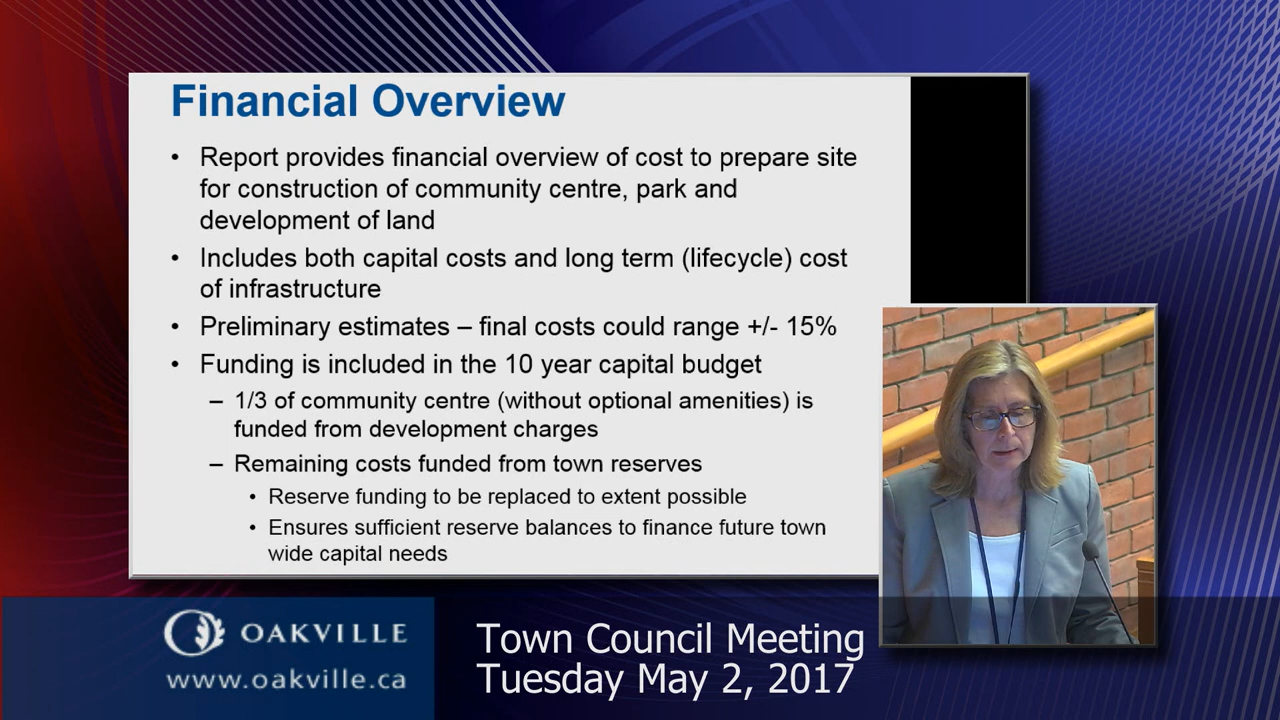 Financial Overview
• Report provides financial overview of cost to prepare site
for construction of community centre, park and
development of land
• Includes both capital costs and long term (lifecycle) cost
of infrastructure
• Preliminary estimates – final costs could range +/- 15%
• Funding is included in the 10 year capital budget
– 1/3 of community centre (without optional amenities) is
funded from development charges
– Remaining costs funded from town reserves
• Reserve funding to be replaced to extent possible
• Ensures sufficient reserve balances to finance future town
wide capital needs
OAKVILLE
www.oakville.ca
Town Council Meeting
Tuesday May 2, 2017